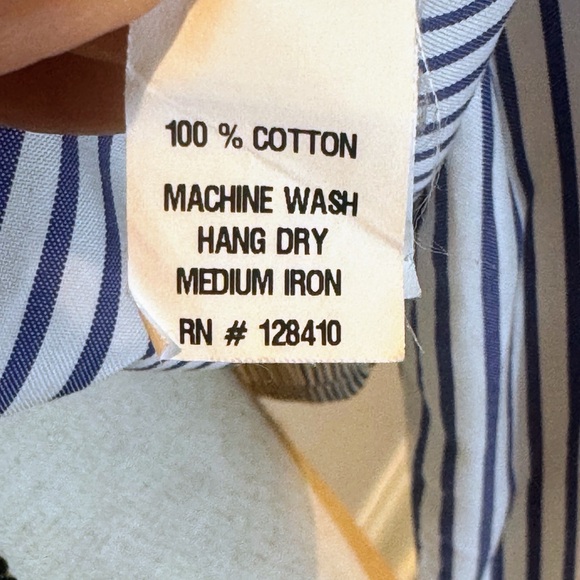 100 % COTTON
MACHINE WASH
HANG DRY
MEDIUM IRON
RN # 128410